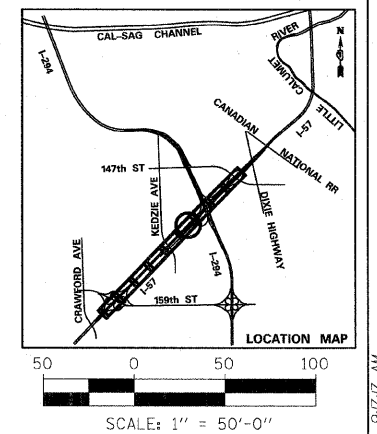 CAL-SAG CHANNEL
RIVER
N
I-294
CALUMET
LITTLE
CANADIAN
I-57
147th ST
NATIONAL RR
KEDZIE AVE
DIXIE HIGHWAY
CRAWFORD AVE
I-294
I-57
159th ST
LOCATION MAP
50 0 50 100
SCALE: 1" = 50'-0"